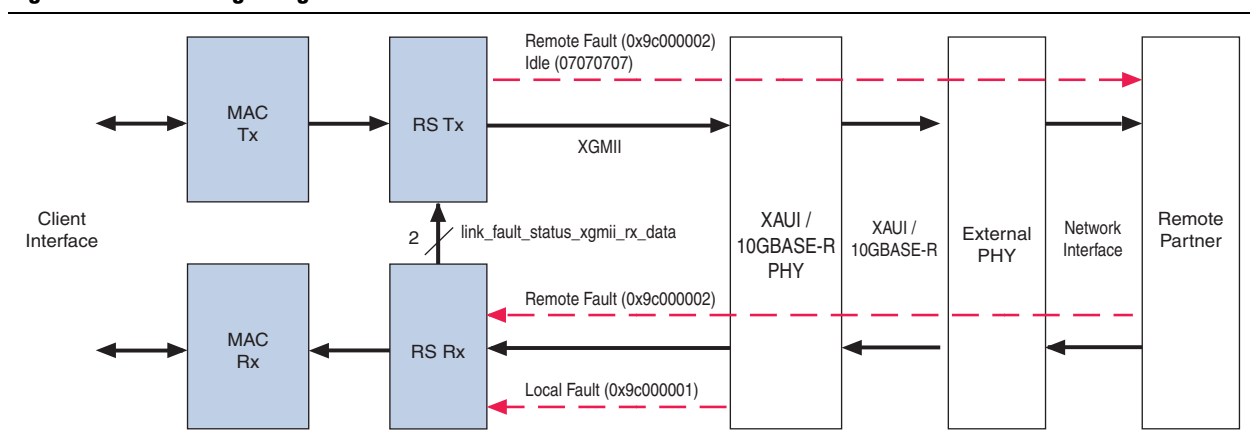 Remote Fault (0x9c000002)
Idle (07070707)
MAC
Tx
RS Tx
XGMII
Client
Interface
2
link_fault_status_xgmii_rx_data
XAUI /
10GBASE-R
PHY
XAUI /
10GBASE-R
External
PHY
Network
Interface
Remote
Partner
Remote Fault (0x9c000002)
MAC
Rx
RS Rx
Local Fault (0x9c000001)